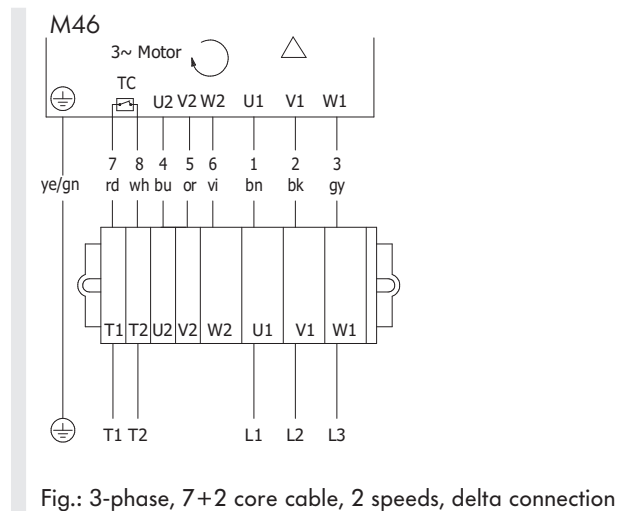 M46
3~ Motor
TC
U2 V2 W2 U1 V1 W1
7 8 4 5 6 1 2 3
ye/gn rd wh bu or vi bn bk gy
T1 T2 U2 V2 W2 U1 V1 W1
T1 T2 L1 L2 L3
Fig.: 3-phase, 7+2 core cable, 2 speeds, delta connection